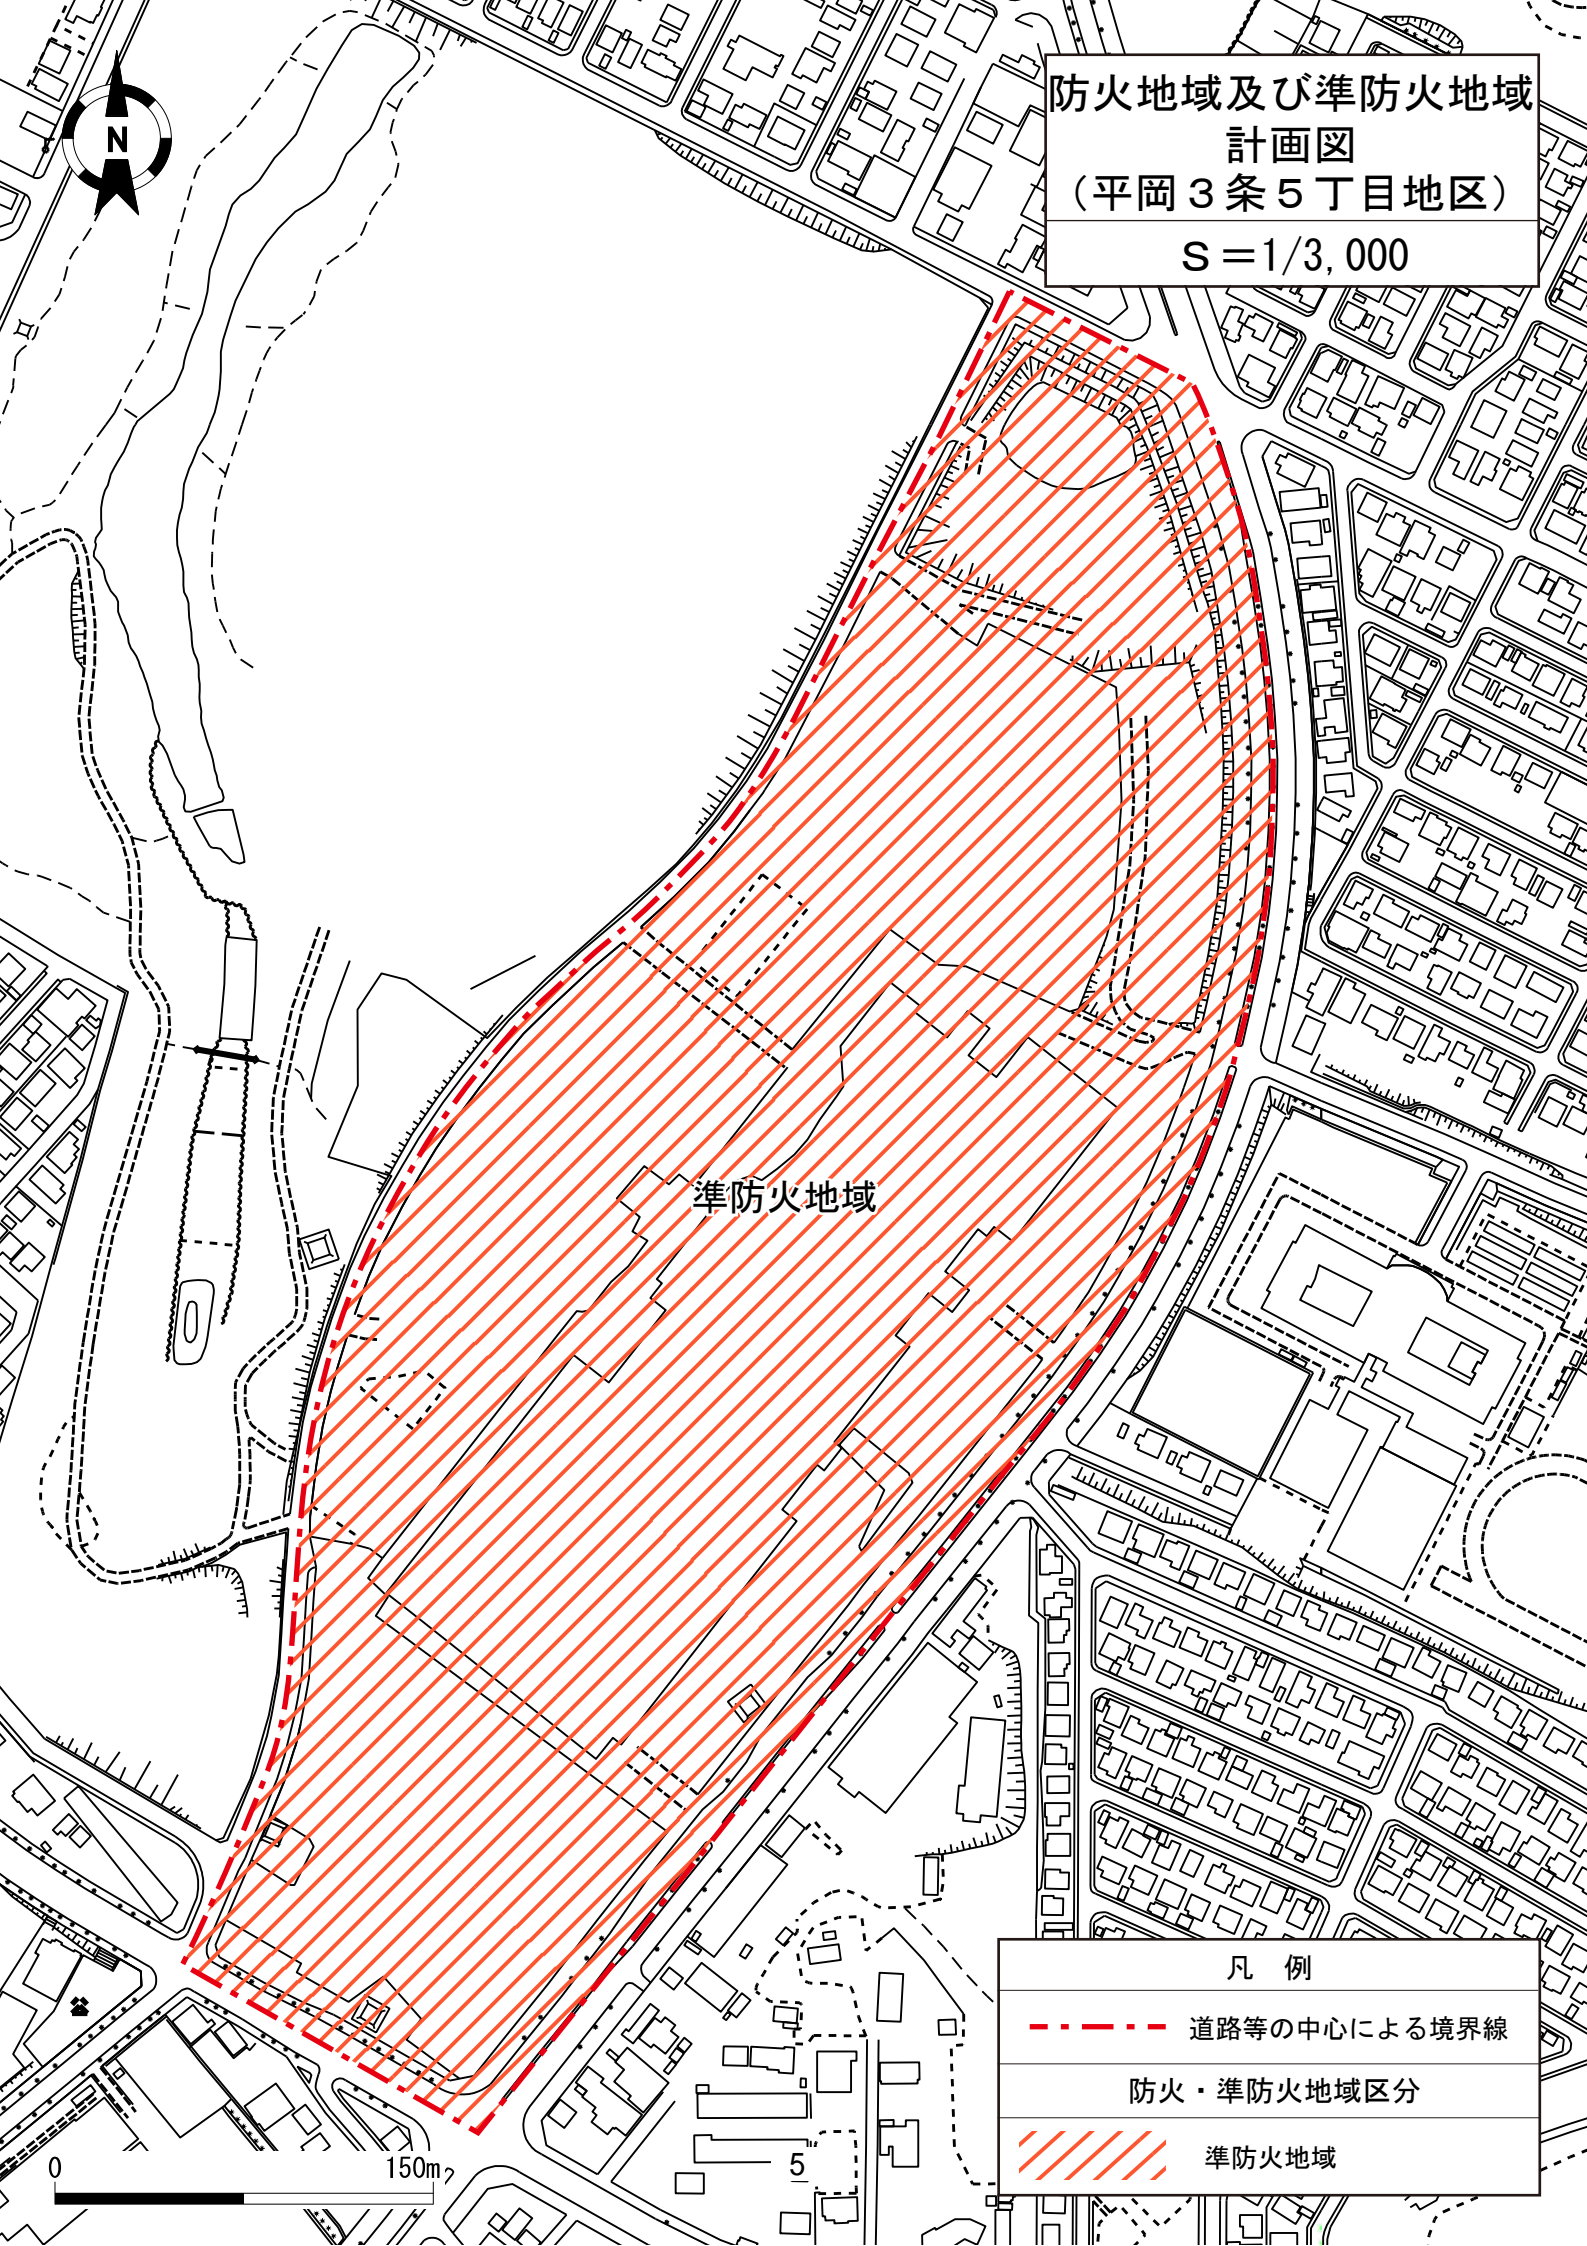 防火地域及び準防火地域
計画図
（平岡３条５丁目地区）
S＝1/3,000
N
準防火地域
凡　例
道路等の中心による境界線
防火・準防火地域区分
準防火地域
0　150m
5